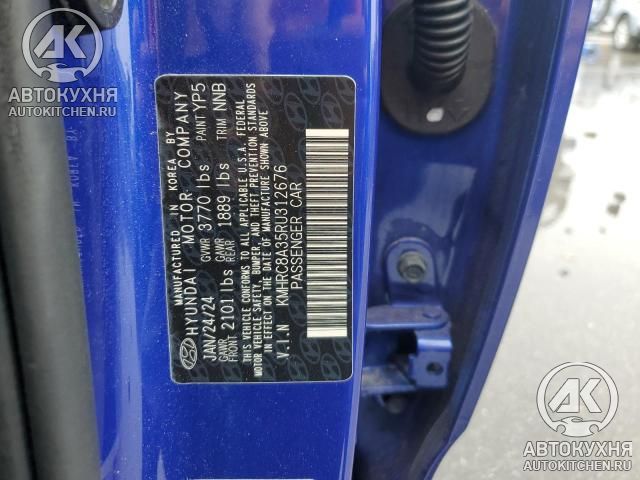 MANUFACTURED IN KOREA BY
HYUNDAI MOTOR COMPANY
JAN/24/24 GVWR 3770 lbs PAINT YP5
GAWR FRONT 2101 lbs GAWR REAR 1889 lbs TRIM NNB
THIS VEHICLE CONFORMS TO ALL APPLICABLE U.S.A. FEDERAL
MOTOR VEHICLE SAFETY, BUMPER, AND THEFT PREVENTION STANDARDS
IN EFFECT ON THE DATE OF MANUFACTURE SHOWN ABOVE
V.I.N KMHRC8A35RU312676
PASSENGER CAR
АК
АВТОКУХНЯ
AUTOKITCHEN.RU
АК
АВТОКУХНЯ
AUTOKITCHEN.RU